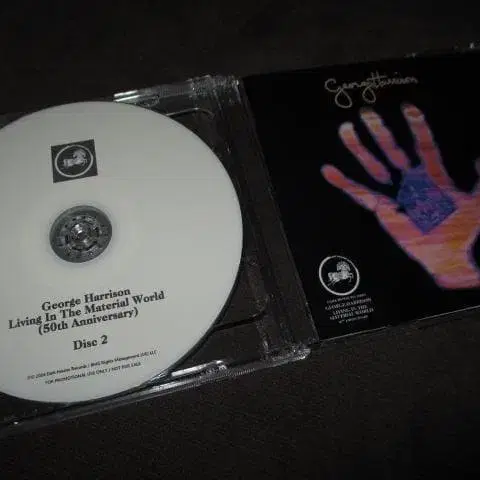 George Harrison
Living In The Material World
(50th Anniversary)
Disc 2
FOR PROMOTIONAL USE ONLY / NOT FOR SALE
George Harrison
GEORGE HARRISON
LIVING IN THE
MATERIAL WORLD